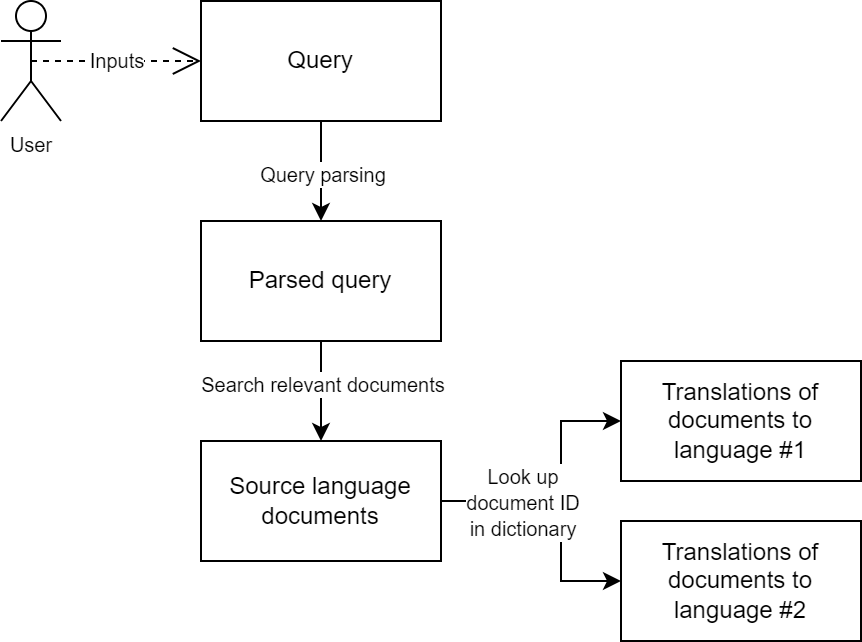 Inputs
Query
User
Query parsing
Parsed query
Search relevant documents
Source language
documents
Look up
document ID
in dictionary
Translations of
documents to
language #1
Translations of
documents to
language #2